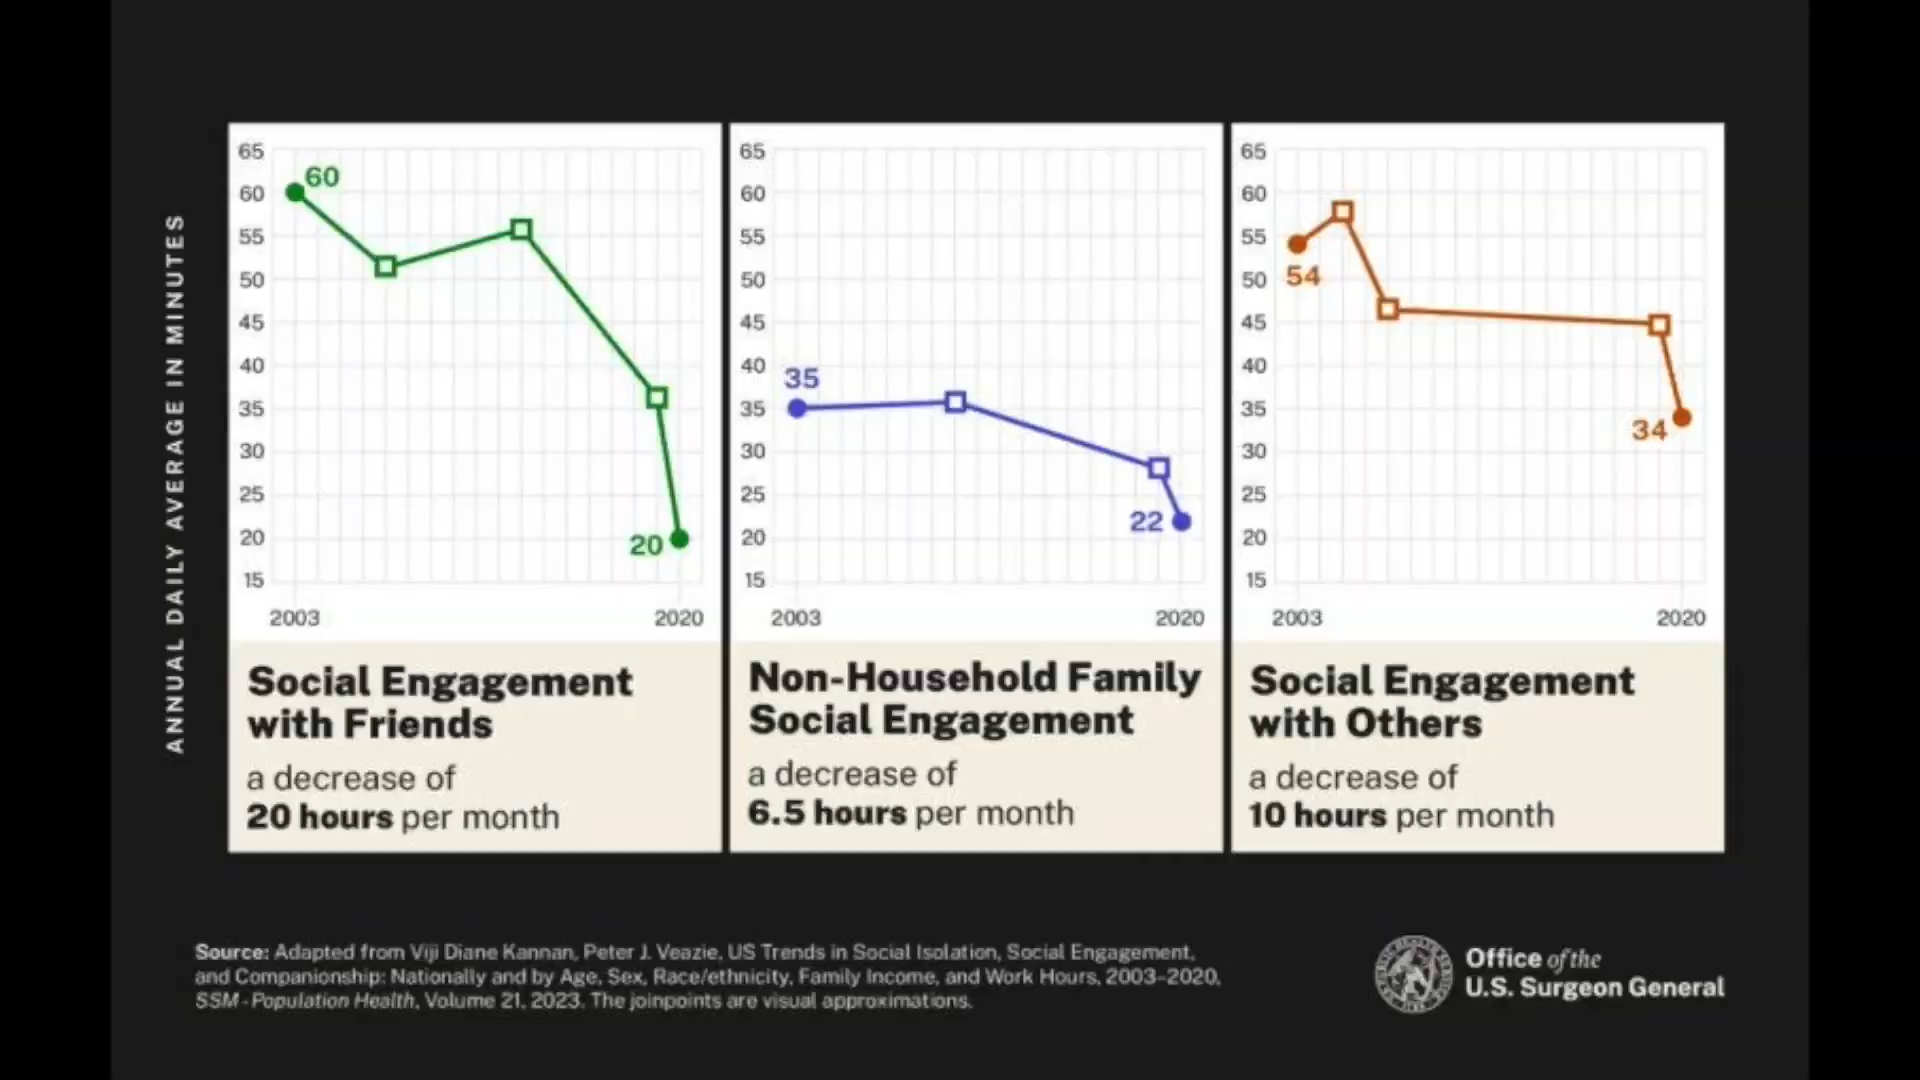 ANNUAL DAILY AVERAGE IN MINUTES
65
60
55
50
45
40
35
30
25
20
15
60
20
2003 2020
Social Engagement
with Friends
a decrease of
20 hours per month
65
60
55
50
45
40
35
30
25
20
15
35
22
2003 2020
Non-Household Family
Social Engagement
a decrease of
6.5 hours per month
65
60
55
50
45
40
35
30
25
20
15
54
34
2003 2020
Social Engagement
with Others
a decrease of
10 hours per month
Source: Adapted from Viji Diane Kannan, Peter J. Veazie, US Trends in Social Isolation, Social Engagement,
and Companionship: Nationally and by Age, Sex, Race/ethnicity, Family Income, and Work Hours, 2003–2020,
SSM - Population Health, Volume 21, 2023. The joinpoints are visual approximations.
Office of the
U.S. Surgeon General